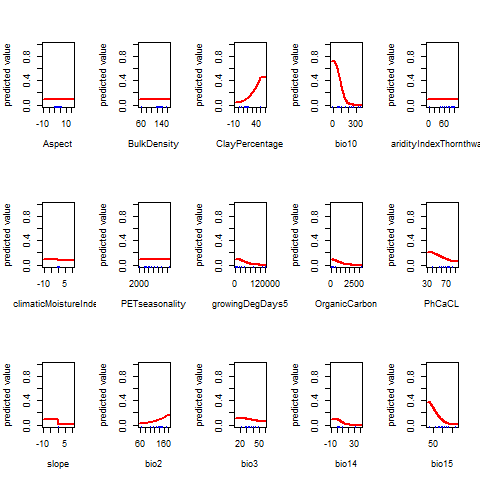 predicted value
0.0 0.4 0.8
-10 5 10
Aspect
predicted value
0.0 0.4 0.8
60 140
BulkDensity
predicted value
0.0 0.4 0.8
-10 40
ClayPercentage
predicted value
0.0 0.4 0.8
0 300
bio10
predicted value
0.0 0.4 0.8
0 60
aridityIndexThornthwa
predicted value
0.0 0.4 0.8
-10 5
climaticMoistureInde
predicted value
0.0 0.4 0.8
2000
PETseasonality
predicted value
0.0 0.4 0.8
0 120000
growingDegDays5
predicted value
0.0 0.4 0.8
0 2500
OrganicCarbon
predicted value
0.0 0.4 0.8
30 70
PhCaCL
predicted value
0.0 0.4 0.8
-10 5
slope
predicted value
0.0 0.4 0.8
60 160
bio2
predicted value
0.0 0.4 0.8
20 50
bio3
predicted value
0.0 0.4 0.8
-10 30
bio14
predicted value
0.0 0.4 0.8
50
bio15